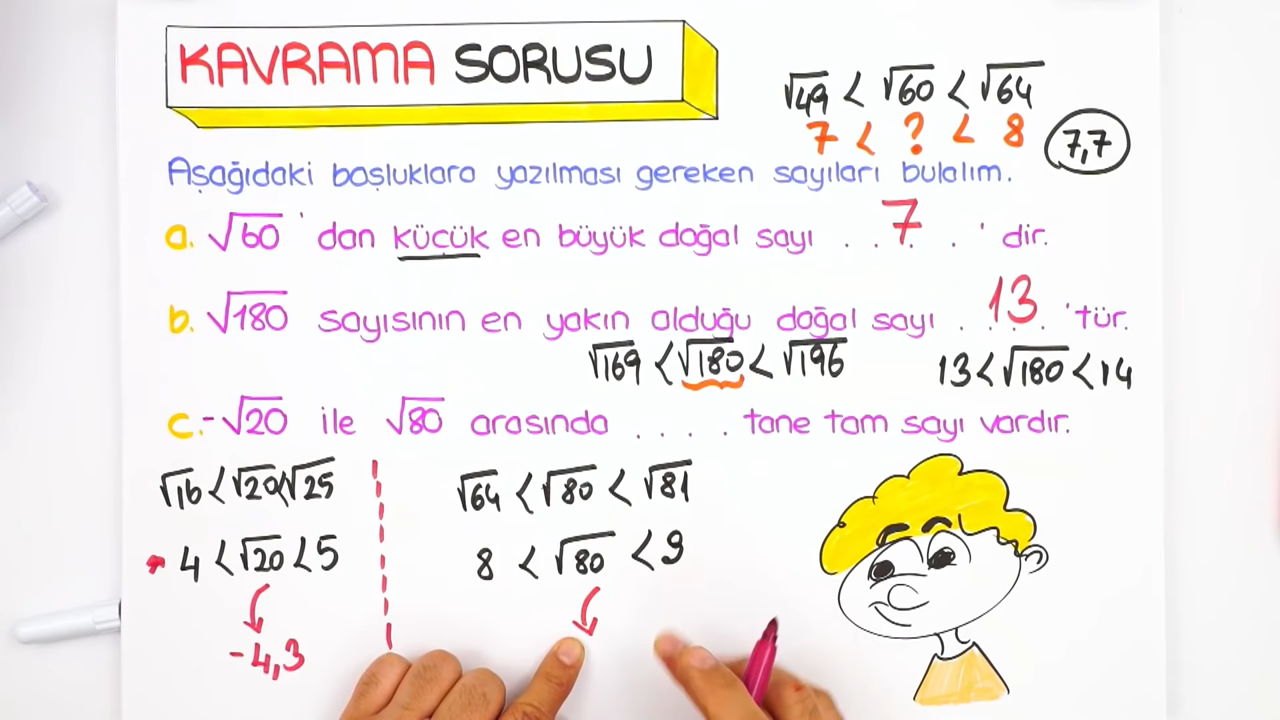 KAVRAMA SORUSU
√49 < √60 < √64
7 < ? < 8
7,7
Aşağıdaki boşluklara yazılması gereken sayıları bulalım.
a. √60 ' dan küçük en büyük doğal sayı . . 7 . ' dir.
b. √180 sayısının en yakın olduğu doğal sayı . 13 . 'tür.
√169 < √180 < √196
13 < √180 < 14
c. -√20 ile √80 arasında . . . . tane tam sayı vardır.
√16 < √20 < √25
√64 < √80 < √81
4 < √20 < 5
8 < √80 < 9
-4,3